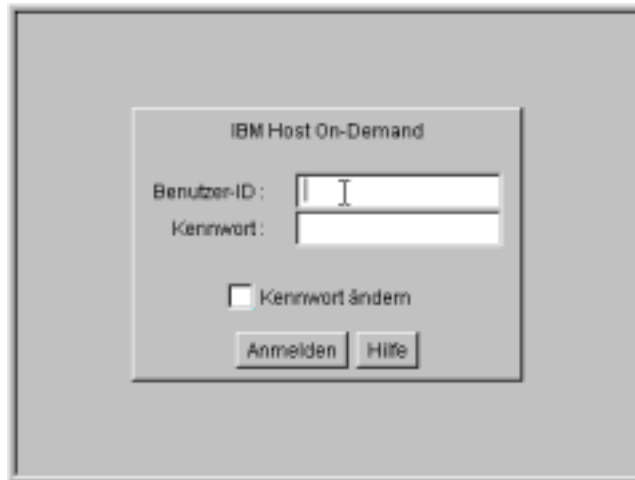 IBM Host On-Demand
Benutzer-ID :
Kennwort :
Kennwort ändern
Anmelden Hilfe